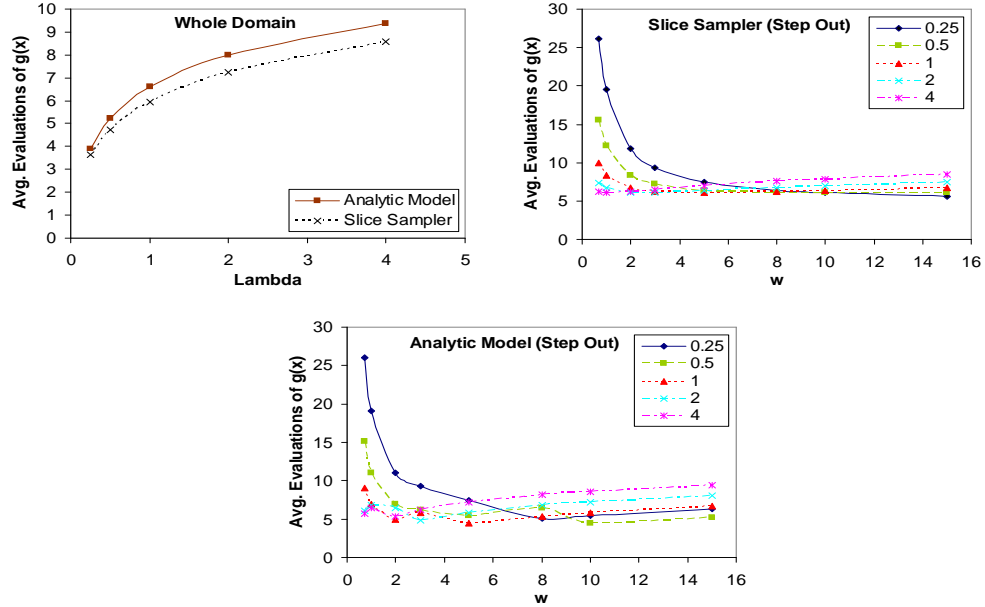 Whole Domain
Avg. Evaluations of g(x)
10
9
8
7
6
5
4
3
2
1
0
Analytic Model
Slice Sampler
0 1 2 3 4 5
Lambda
Slice Sampler (Step Out)
Avg. Evaluations of g(x)
30
25
20
15
10
5
0
0.25
0.5
1
2
4
0 2 4 6 8 10 12 14 16
w
Analytic Model (Step Out)
Avg. Evaluations of g(x)
30
25
20
15
10
5
0
0.25
0.5
1
2
4
0 2 4 6 8 10 12 14 16
w